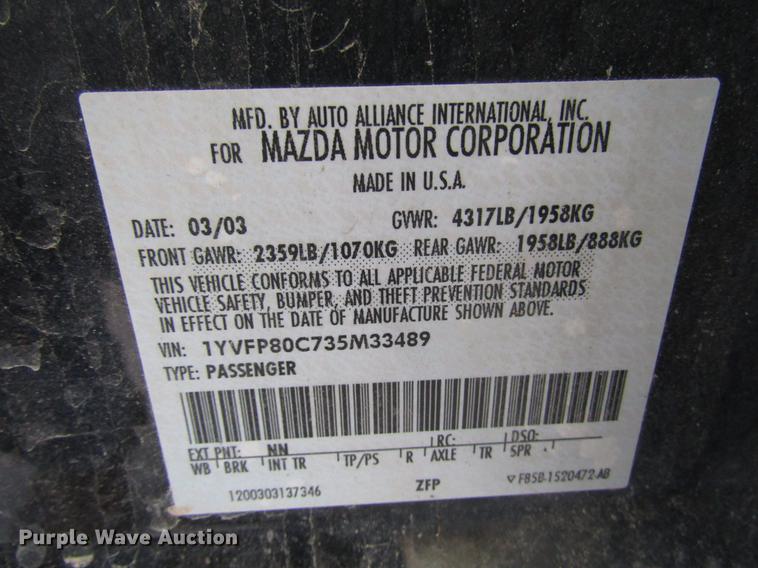 MFD. BY AUTO ALLIANCE INTERNATIONAL, INC.
FOR MAZDA MOTOR CORPORATION
MADE IN U.S.A.
DATE: 03/03 GVWR: 4317LB/1958KG
FRONT GAWR: 2359LB/1070KG REAR GAWR: 1958LB/888KG
THIS VEHICLE CONFORMS TO ALL APPLICABLE FEDERAL MOTOR
VEHICLE SAFETY, BUMPER, AND THEFT PREVENTION STANDARDS
IN EFFECT ON THE DATE OF MANUFACTURE SHOWN ABOVE.
VIN: 1YVFP80C735M33489
TYPE: PASSENGER
EXT PNT: NN RC: DSO:
WB BRK INT TR TP/PS R AXLE TR SPR
1200303137346 ZFP ▽ F85B-1520472-AB
Purple Wave Auction